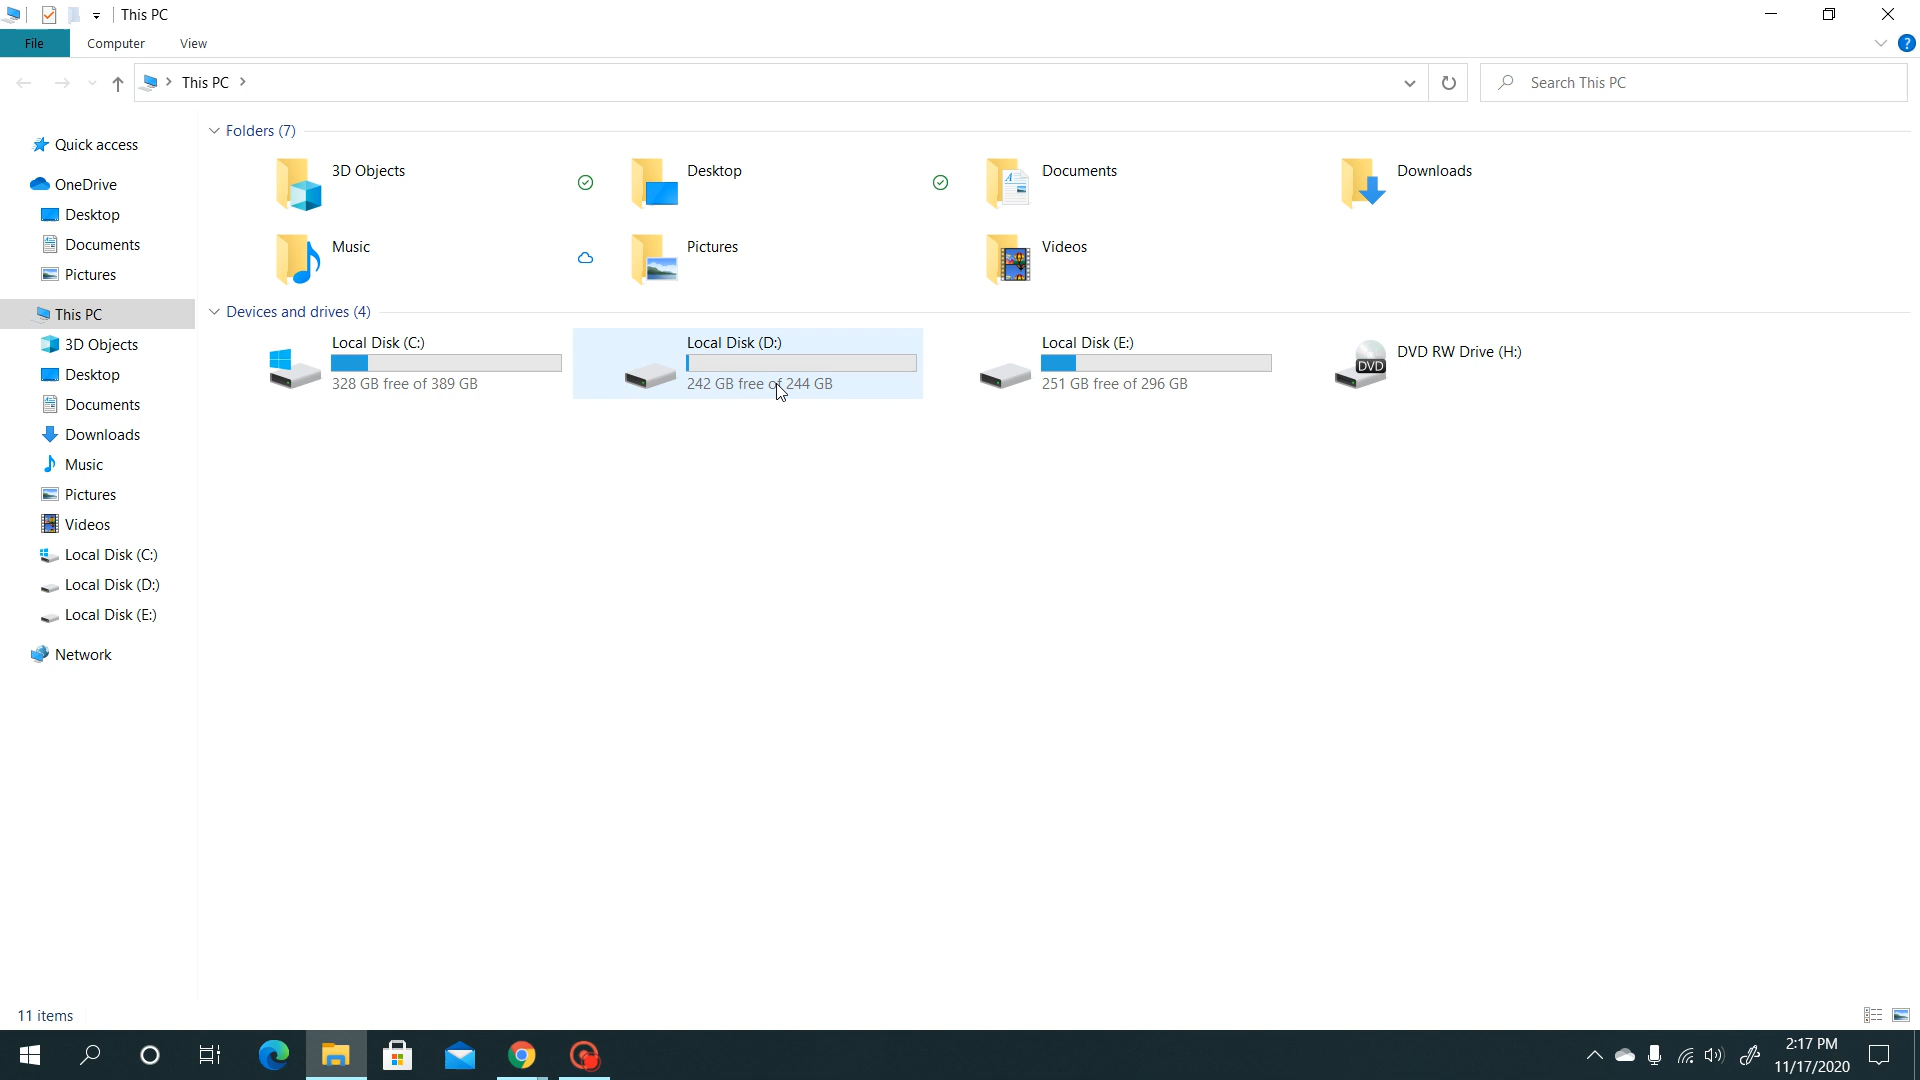 This PC
File Computer View
This PC
Search This PC
Quick access
OneDrive
Desktop
Documents
Pictures
This PC
3D Objects
Desktop
Documents
Downloads
Music
Pictures
Videos
Local Disk (C:)
Local Disk (D:)
Local Disk (E:)
Network
Folders (7)
3D Objects
Desktop
Documents
Downloads
Music
Pictures
Videos
Devices and drives (4)
Local Disk (C:)
328 GB free of 389 GB
Local Disk (D:)
242 GB free of 244 GB
Local Disk (E:)
251 GB free of 296 GB
DVD
DVD RW Drive (H:)
11 items
2:17 PM
11/17/2020